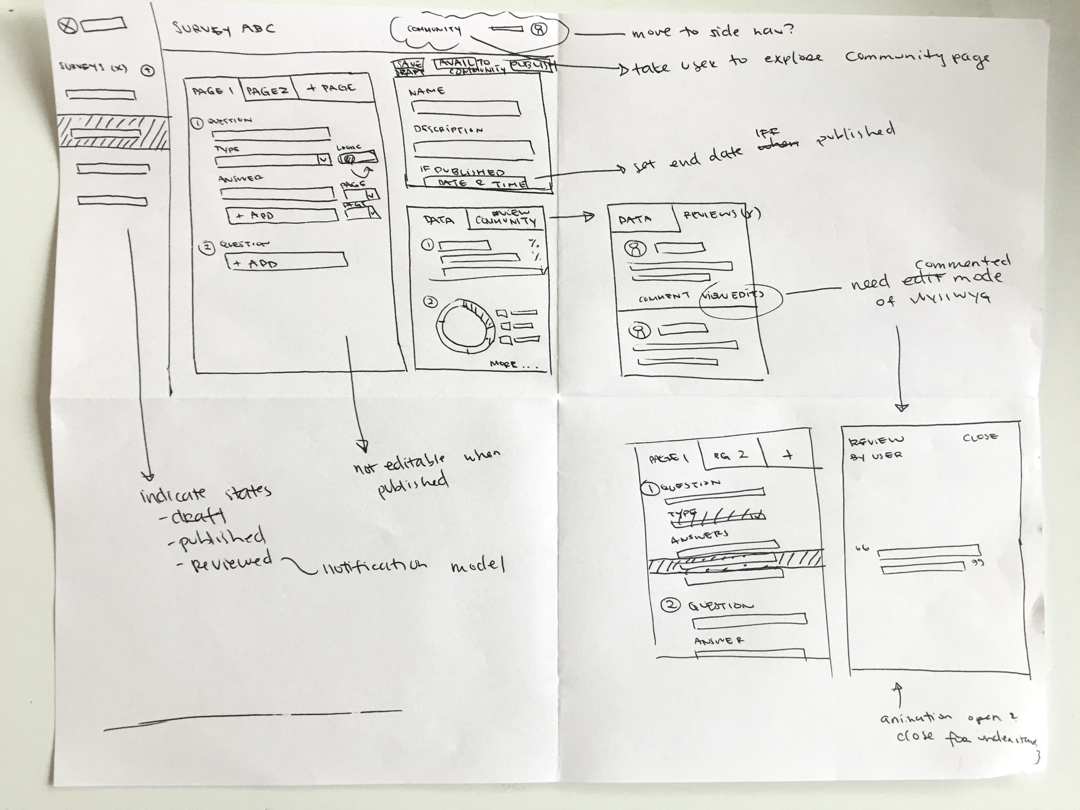 SURVEY ABC
COMMUNITY
move to side nav?
SURVEYS (x) +
SAVE DRAFT
AVAIL TO COMMUNITY
PUBLISH
take user to explore community page
PAGE 1
PAGE 2
+ PAGE
1 QUESTION
TYPE
LOGIC
ANSWER
PAGE
PAGE
+ ADD
2 QUESTION
+ ADD
NAME
DESCRIPTION
IF PUBLISHED
DATE & TIME
set end date when IFF published
DATA
REVIEW
COMMUNITY
1
%
%
2
MORE ...
DATA
REVIEWS (x)
COMMENT
VIEW EDITS
commented
need edit mode
of WYSIWYG
indicate states
- draft
- published
- reviewed
notification model
not editable when
published
PAGE 1
PG 2
+
1 QUESTION
TYPE
ANSWERS
2 QUESTION
ANSWER
REVIEW
BY USER
CLOSE
“
”
animation open &
close for